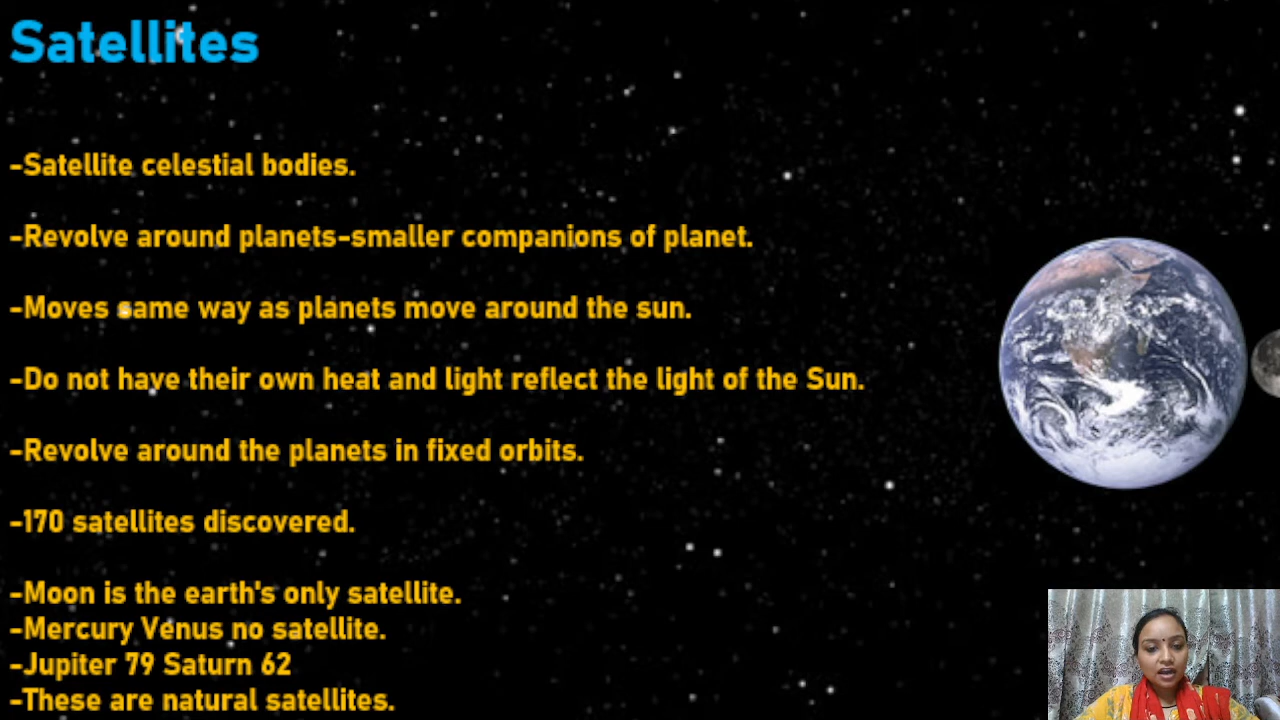 Satellites
-Satellite celestial bodies.
-Revolve around planets-smaller companions of planet.
-Moves same way as planets move around the sun.
-Do not have their own heat and light reflect the light of the Sun.
-Revolve around the planets in fixed orbits.
-170 satellites discovered.
-Moon is the earth's only satellite.
-Mercury Venus no satellite.
-Jupiter 79 Saturn 62
-These are natural satellites.